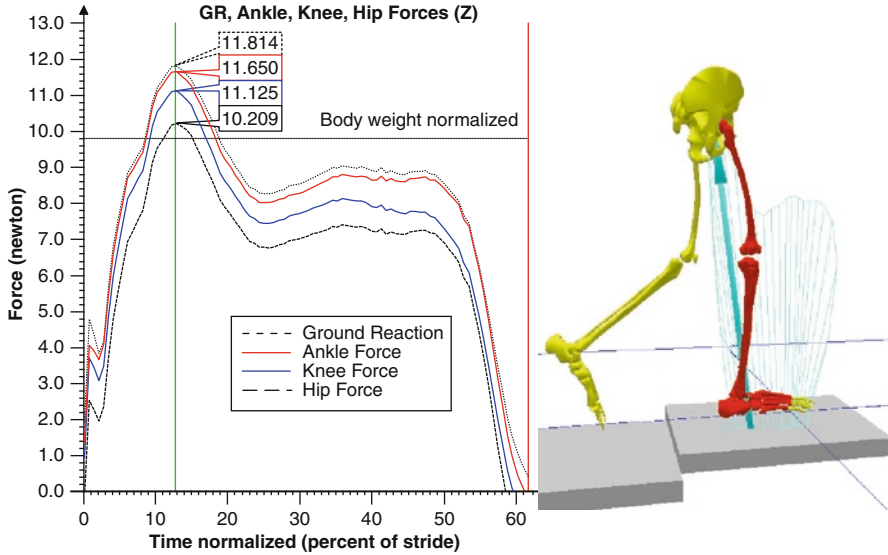 GR, Ankle, Knee, Hip Forces (Z)
13.0
12.0
11.0
10.0
9.0
8.0
7.0
6.0
5.0
4.0
3.0
2.0
1.0
0.0
Force (newton)
11.814
11.650
11.125
10.209
Body weight normalized
Ground Reaction
Ankle Force
Knee Force
Hip Force
0 10 20 30 40 50 60
Time normalized (percent of stride)